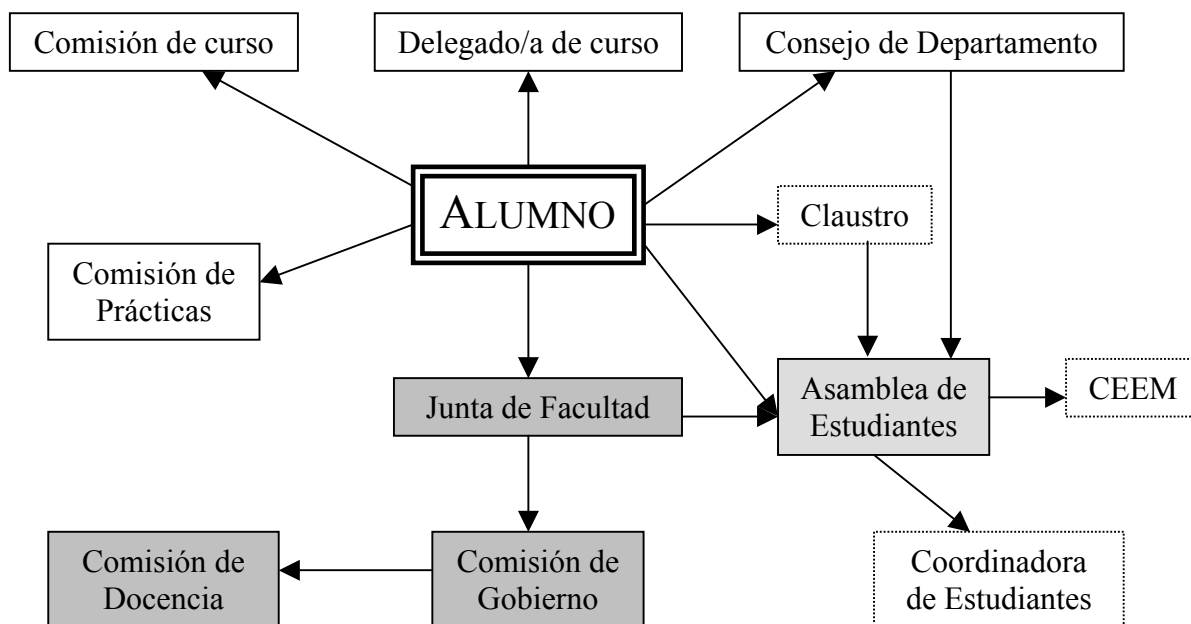 Comisión de curso
Delegado/a de curso
Consejo de Departamento
ALUMNO
Claustro
Comisión de
Prácticas
Junta de Facultad
Asamblea de
Estudiantes
CEEM
Comisión de
Docencia
Comisión de
Gobierno
Coordinadora
de Estudiantes